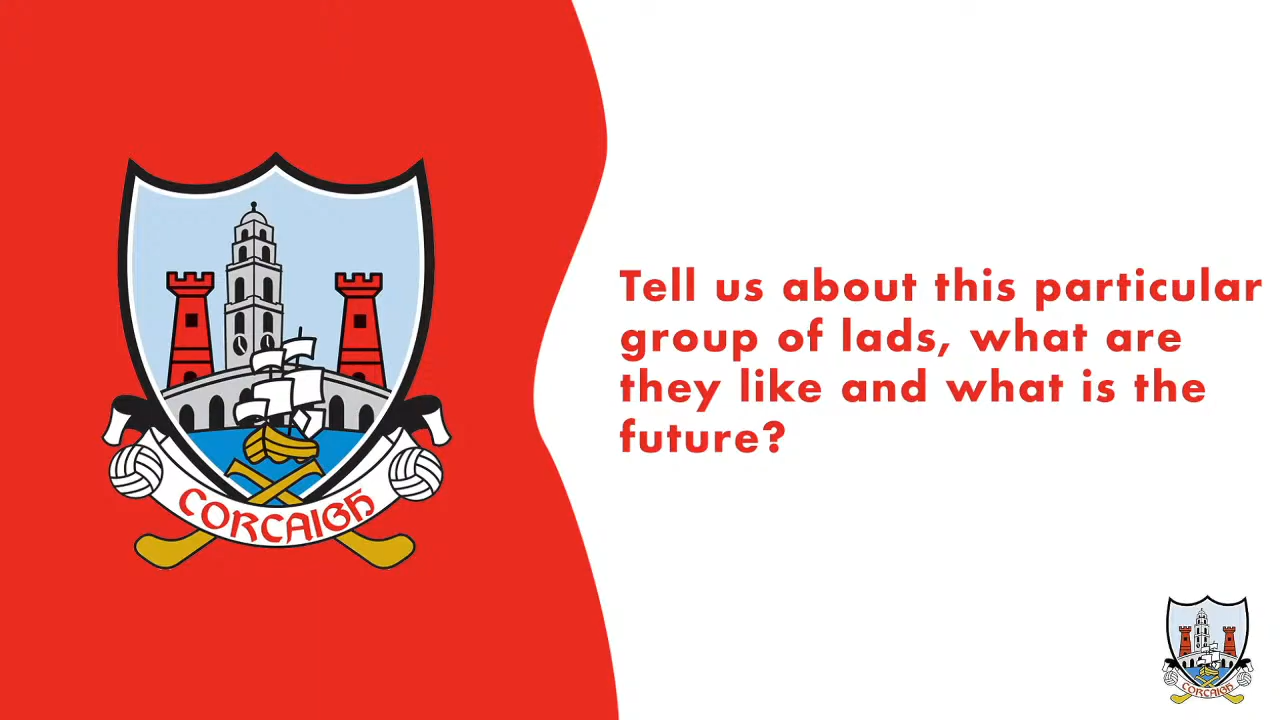 CORCAIGH
Tell us about this particular
group of lads, what are
they like and what is the
future?
CORCAIGH